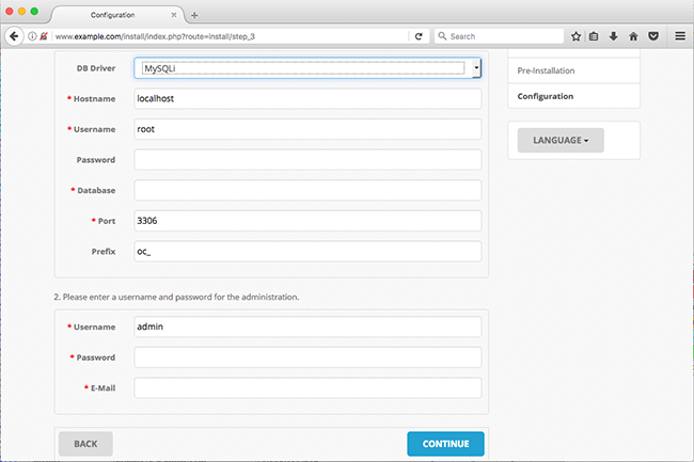 Configuration
www.example.com/install/index.php?route=install/step_3
Search
DB Driver MySQLi
* Hostname localhost
* Username root
Password
* Database
* Port 3306
Prefix oc_
Pre-Installation
Configuration
LANGUAGE
2. Please enter a username and password for the administration.
* Username admin
* Password
* E-Mail
BACK
CONTINUE